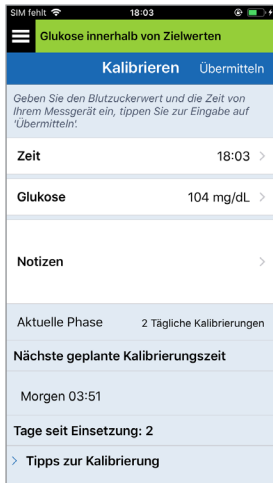 SIM fehlt 18:03
Glukose innerhalb von Zielwerten
Kalibrieren Übermitteln
Geben Sie den Blutzuckerwert und die Zeit von
Ihrem Messgerät ein, tippen Sie zur Eingabe auf
'Übermitteln'.
Zeit 18:03
Glukose 104 mg/dL
Notizen
Aktuelle Phase 2 Tägliche Kalibrierungen
Nächste geplante Kalibrierungszeit
Morgen 03:51
Tage seit Einsetzung: 2
Tipps zur Kalibrierung